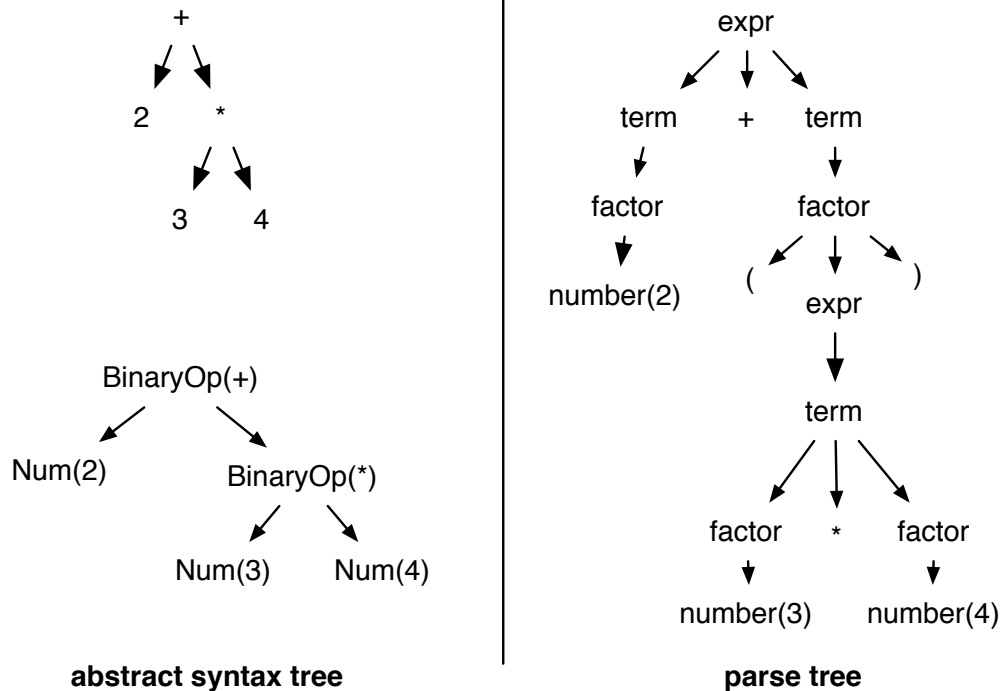 +
2 *
3 4
BinaryOp(+)
Num(2) BinaryOp(*)
Num(3) Num(4)
abstract syntax tree
expr
term + term
factor factor
number(2) ( )
expr
term
factor * factor
number(3) number(4)
parse tree